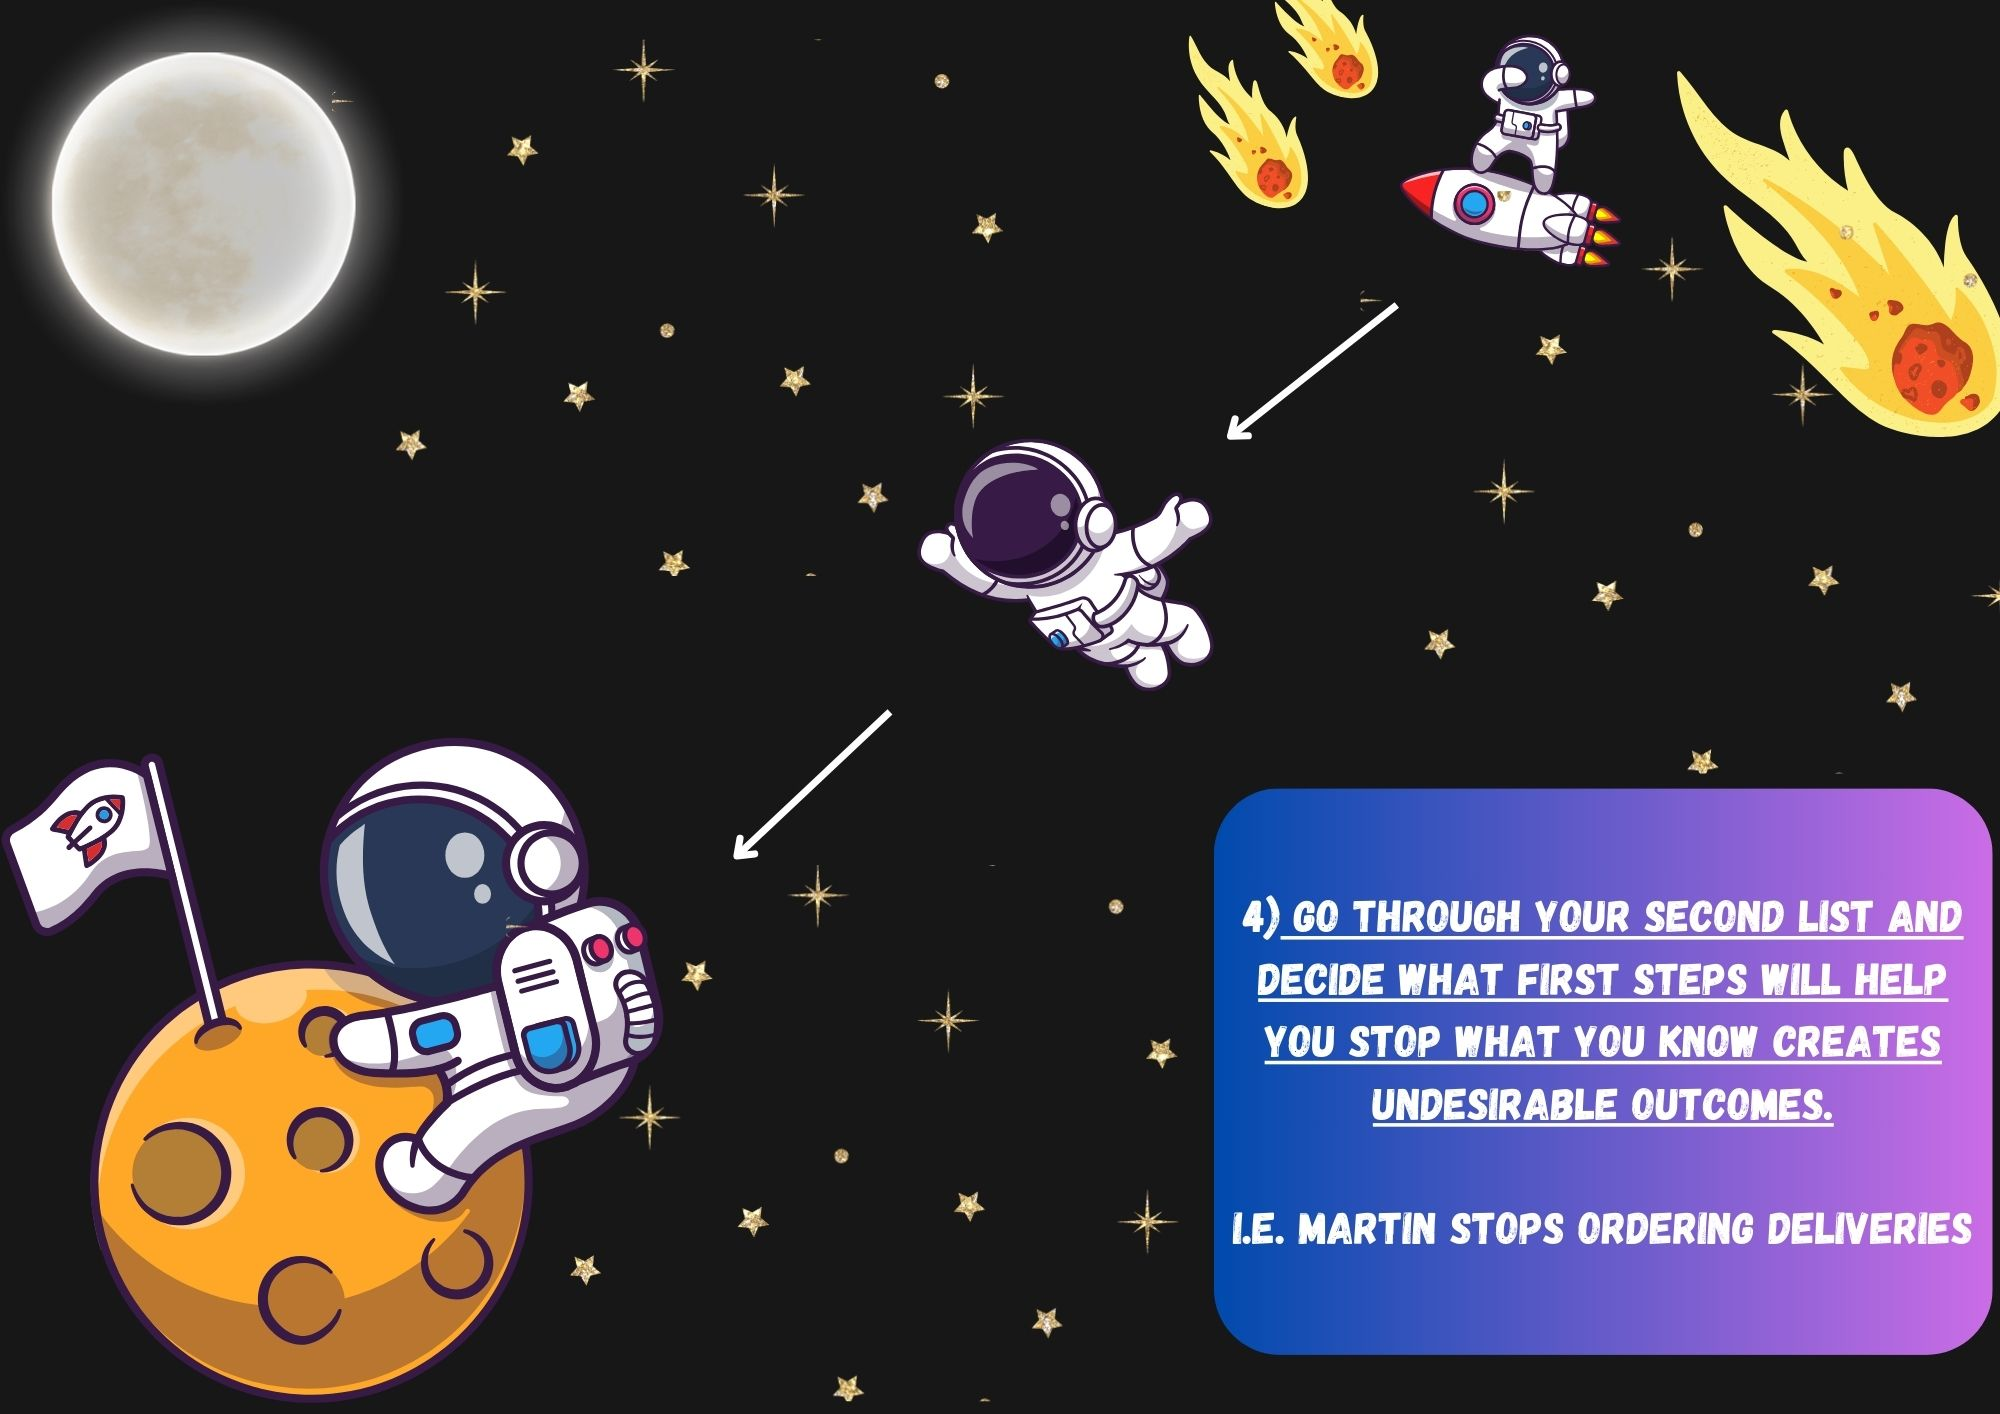 4) GO THROUGH YOUR SECOND LIST AND
DECIDE WHAT FIRST STEPS WILL HELP
YOU STOP WHAT YOU KNOW CREATES
UNDESIRABLE OUTCOMES.
I.E. MARTIN STOPS ORDERING DELIVERIES